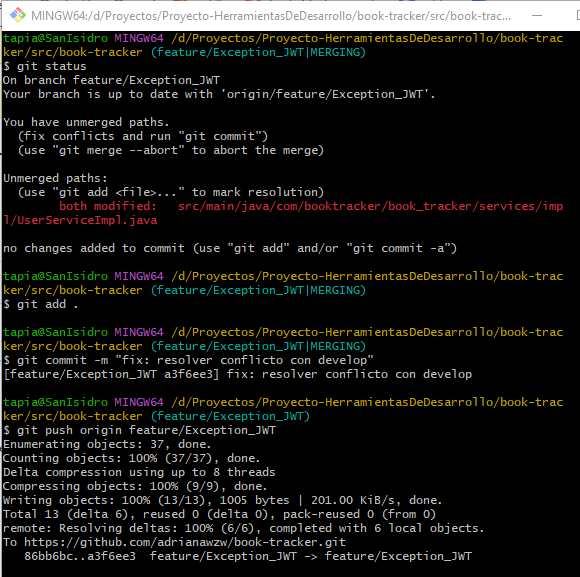 MINGW64:/d/Proyectos/Proyecto-HerramientasDeDesarrollo/book-tracker/src/book-trac...
tapia@SanIsidro MINGW64 /d/Proyectos/Proyecto-HerramientasDeDesarrollo/book-trac
ker/src/book-tracker (feature/Exception_JWT|MERGING)
$ git status
On branch feature/Exception_JWT
Your branch is up to date with 'origin/feature/Exception_JWT'.
You have unmerged paths.
(fix conflicts and run "git commit")
(use "git merge --abort" to abort the merge)
Unmerged paths:
(use "git add <file>..." to mark resolution)
both modified:   src/main/java/com/booktracker/book_tracker/services/imp
l/UserServiceImpl.java
no changes added to commit (use "git add" and/or "git commit -a")
tapia@SanIsidro MINGW64 /d/Proyectos/Proyecto-HerramientasDeDesarrollo/book-trac
ker/src/book-tracker (feature/Exception_JWT|MERGING)
$ git add .
tapia@SanIsidro MINGW64 /d/Proyectos/Proyecto-HerramientasDeDesarrollo/book-trac
ker/src/book-tracker (feature/Exception_JWT|MERGING)
$ git commit -m "fix: resolver conflicto con develop"
[feature/Exception_JWT a3f6ee3] fix: resolver conflicto con develop
tapia@SanIsidro MINGW64 /d/Proyectos/Proyecto-HerramientasDeDesarrollo/book-trac
ker/src/book-tracker (feature/Exception_JWT)
$ git push origin feature/Exception_JWT
Enumerating objects: 37, done.
Counting objects: 100% (37/37), done.
Delta compression using up to 8 threads
Compressing objects: 100% (9/9), done.
Writing objects: 100% (13/13), 1005 bytes | 201.00 KiB/s, done.
Total 13 (delta 6), reused 0 (delta 0), pack-reused 0 (from 0)
remote: Resolving deltas: 100% (6/6), completed with 6 local objects.
To https://github.com/adrianawzw/book-tracker.git
86bb6bc..a3f6ee3  feature/Exception_JWT -> feature/Exception_JWT